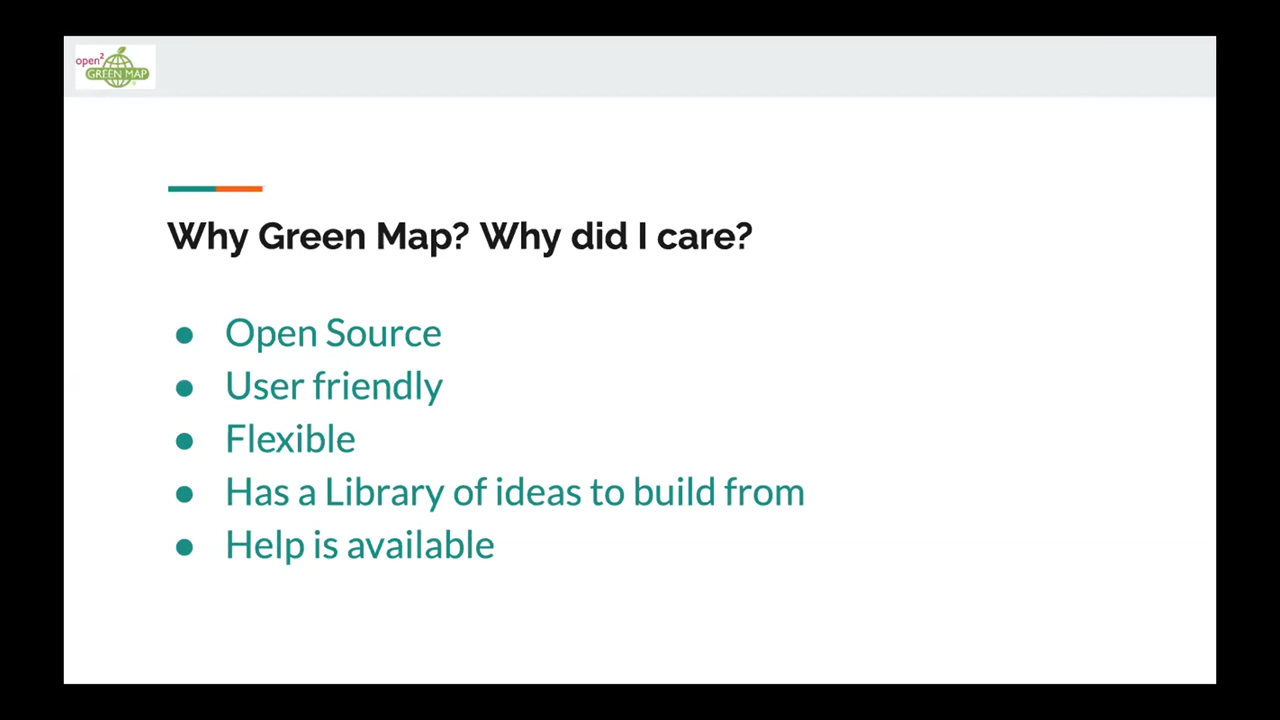 open²
GREEN MAP
Why Green Map? Why did I care?
● Open Source
● User friendly
● Flexible
● Has a Library of ideas to build from
● Help is available